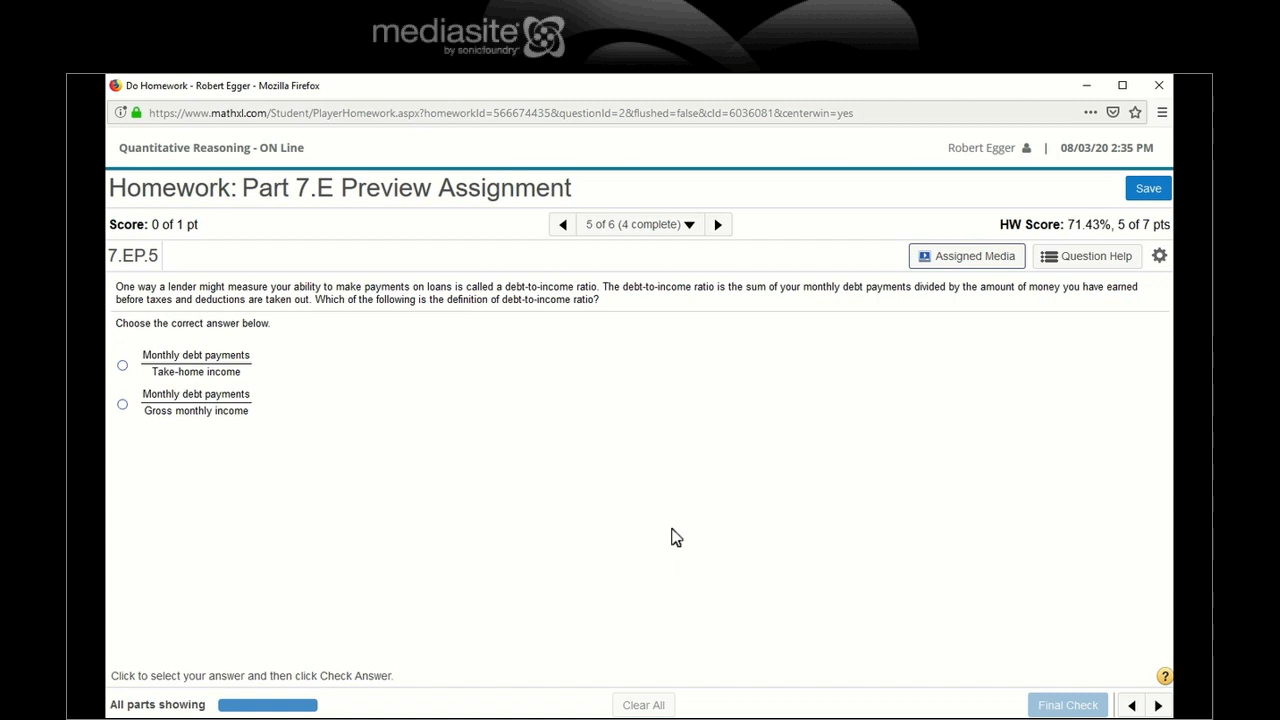 mediasite
by sonicfoundry
Do Homework - Robert Egger - Mozilla Firefox
https://www.mathxl.com/Student/PlayerHomework.aspx?homeworkId=566674435&questionId=2&flushed=false&cId=6036081&centerwin=yes
Quantitative Reasoning - ON Line
Robert Egger | 08/03/20 2:35 PM
Homework: Part 7.E Preview Assignment
Save
Score: 0 of 1 pt
5 of 6 (4 complete)
HW Score: 71.43%, 5 of 7 pts
7.EP.5
Assigned Media
Question Help
One way a lender might measure your ability to make payments on loans is called a debt-to-income ratio. The debt-to-income ratio is the sum of your monthly debt payments divided by the amount of money you have earned
before taxes and deductions are taken out. Which of the following is the definition of debt-to-income ratio?
Choose the correct answer below.
Monthly debt payments
Take-home income
Monthly debt payments
Gross monthly income
Click to select your answer and then click Check Answer.
?
All parts showing
Clear All
Final Check